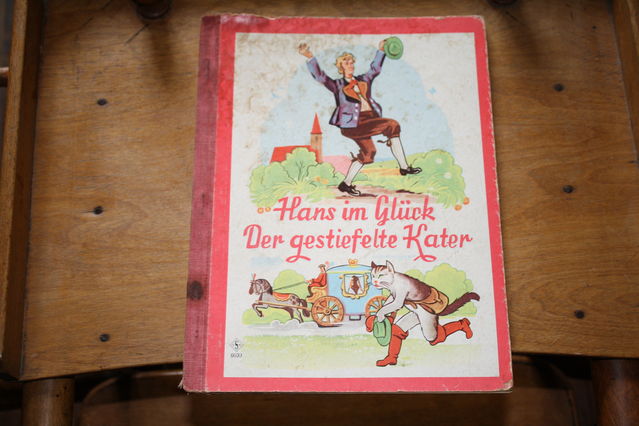 Hans im Glück
Der gestiefelte Kater
S